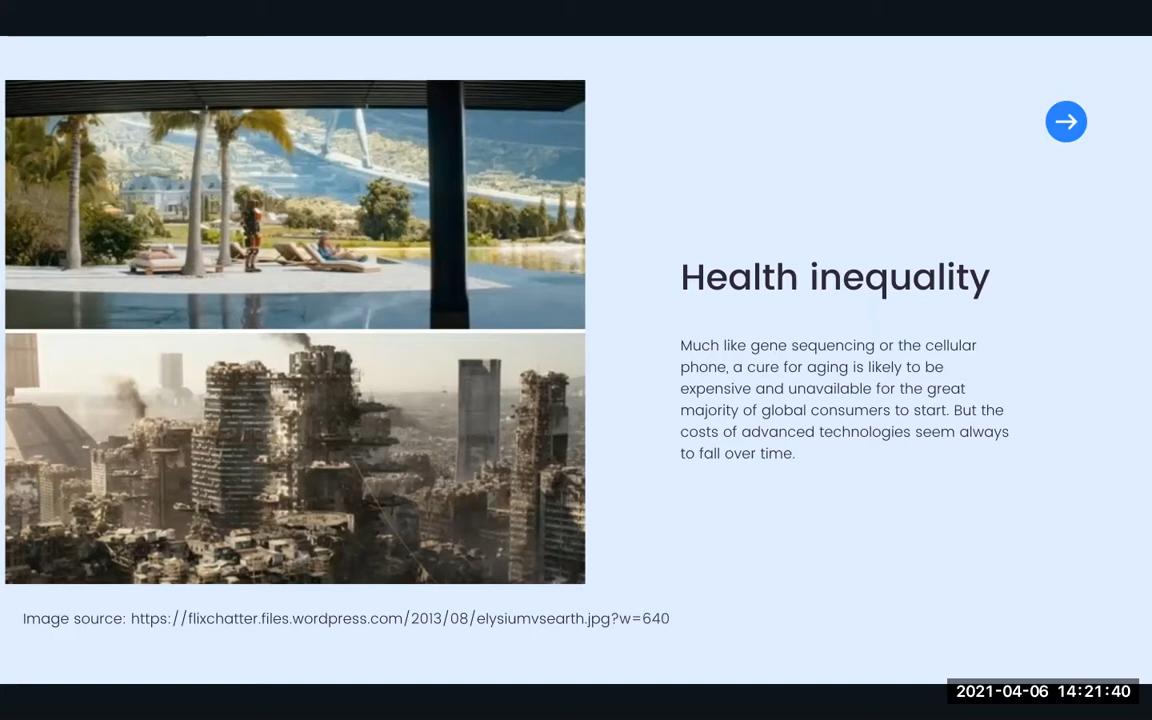 Health inequality
Much like gene sequencing or the cellular
phone, a cure for aging is likely to be
expensive and unavailable for the great
majority of global consumers to start. But the
costs of advanced technologies seem always
to fall over time.
Image source: https://flixchatter.files.wordpress.com/2013/08/elysiumvsearth.jpg?w=640
2021-04-06 14:21:40